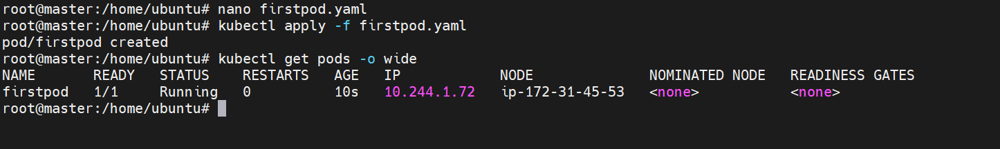 root@master:/home/ubuntu# nano firstpod.yaml
root@master:/home/ubuntu# kubectl apply -f firstpod.yaml
pod/firstpod created
root@master:/home/ubuntu# kubectl get pods -o wide
NAME       READY   STATUS    RESTARTS   AGE   IP            NODE              NOMINATED NODE   READINESS GATES
firstpod   1/1     Running   0          10s   10.244.1.72   ip-172-31-45-53   <none>           <none>
root@master:/home/ubuntu#